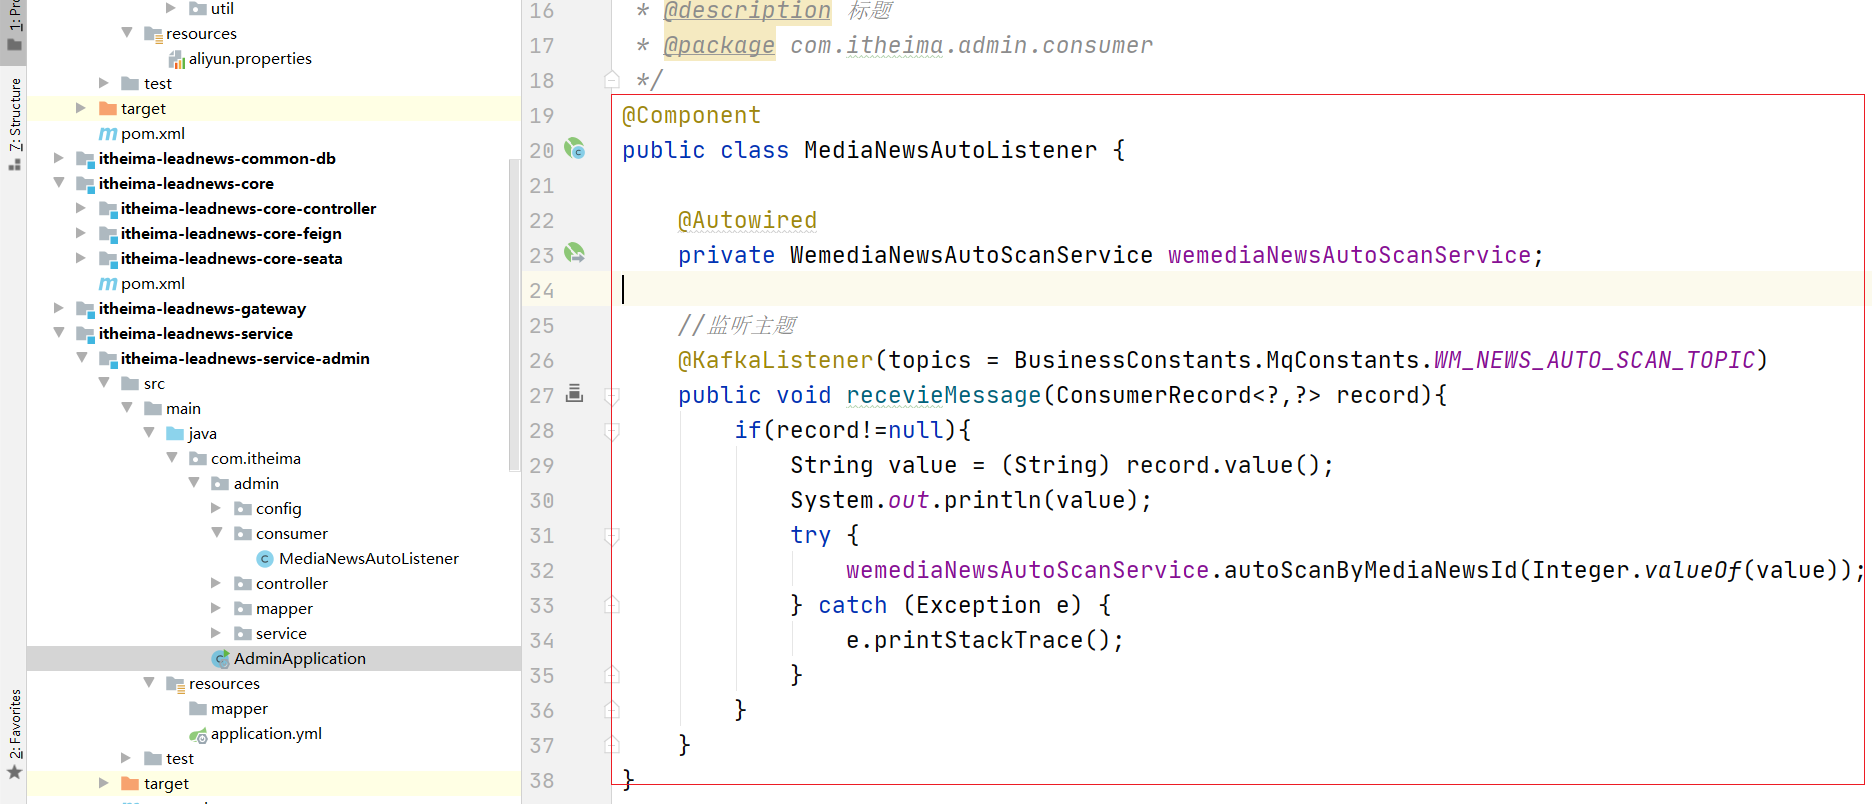 1: Pro
7: Structure
2: Favorites
util
resources
aliyun.properties
test
target
pom.xml
itheima-leadnews-common-db
itheima-leadnews-core
itheima-leadnews-core-controller
itheima-leadnews-core-feign
itheima-leadnews-core-seata
pom.xml
itheima-leadnews-gateway
itheima-leadnews-service
itheima-leadnews-service-admin
src
main
java
com.itheima
admin
config
consumer
MediaNewsAutoListener
controller
mapper
service
AdminApplication
resources
mapper
application.yml
test
target
16 * @description 标题
17 * @package com.itheima.admin.consumer
18 */
19 @Component
20 public class MediaNewsAutoListener {
21
22 @Autowired
23 private WemediaNewsAutoScanService wemediaNewsAutoScanService;
24
25 //监听主题
26 @KafkaListener(topics = BusinessConstants.MqConstants.WM_NEWS_AUTO_SCAN_TOPIC)
27 public void recevieMessage(ConsumerRecord<?,?> record){
28 if(record!=null){
29 String value = (String) record.value();
30 System.out.println(value);
31 try {
32 wemediaNewsAutoScanService.autoScanByMediaNewsId(Integer.valueOf(value));
33 } catch (Exception e) {
34 e.printStackTrace();
35 }
36 }
37 }
38 }